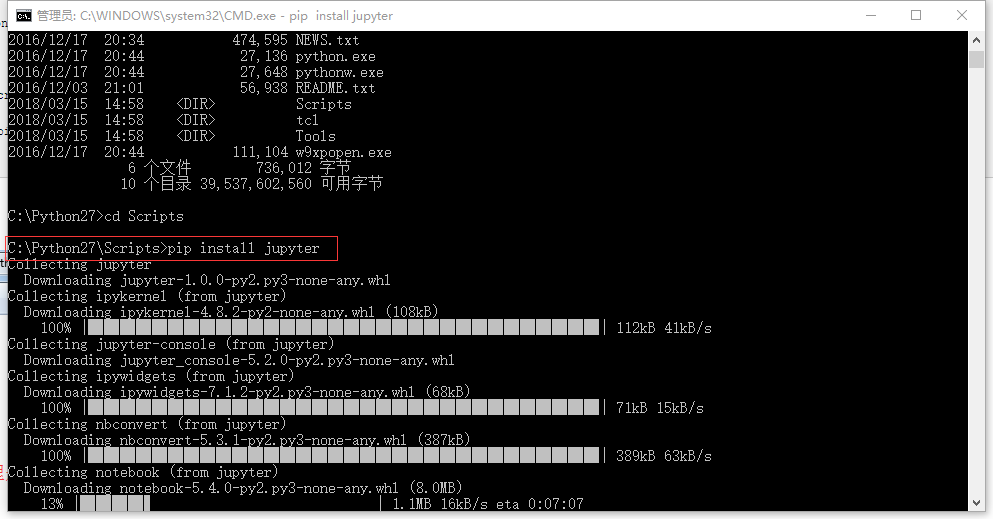 管理员: C:\WINDOWS\system32\CMD.exe - pip  install jupyter
2016/12/17  20:34           474,595 NEWS.txt
2016/12/17  20:44            27,136 python.exe
2016/12/17  20:44            27,648 pythonw.exe
2016/12/03  21:01            56,938 README.txt
2018/03/15  14:58    <DIR>          Scripts
2018/03/15  14:58    <DIR>          tcl
2018/03/15  14:58    <DIR>          Tools
2016/12/17  20:44           111,104 w9xpopen.exe
6 个文件        736,012 字节
10 个目录 39,537,602,560 可用字节
C:\Python27>cd Scripts
C:\Python27\Scripts>pip install jupyter
Collecting jupyter
Downloading jupyter-1.0.0-py2.py3-none-any.whl
Collecting ipykernel (from jupyter)
Downloading ipykernel-4.8.2-py2-none-any.whl (108kB)
100% | | 112kB 41kB/s
Collecting jupyter-console (from jupyter)
Downloading jupyter_console-5.2.0-py2.py3-none-any.whl
Collecting ipywidgets (from jupyter)
Downloading ipywidgets-7.1.2-py2.py3-none-any.whl (68kB)
100% | | 71kB 15kB/s
Collecting nbconvert (from jupyter)
Downloading nbconvert-5.3.1-py2.py3-none-any.whl (387kB)
100% | | 389kB 63kB/s
Collecting notebook (from jupyter)
Downloading notebook-5.4.0-py2.py3-none-any.whl (8.0MB)
13% | | 1.1MB 16kB/s eta 0:07:07